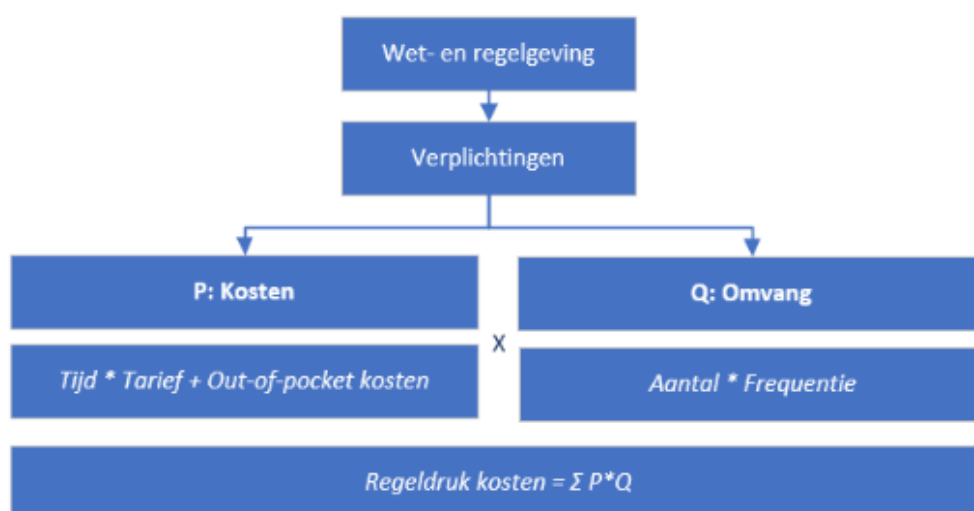 Wet- en regelgeving
Verplichtingen
P: Kosten
Q: Omvang
X
Tijd * Tarief + Out-of-pocket kosten
Aantal * Frequentie
Regeldruk kosten = Σ P*Q